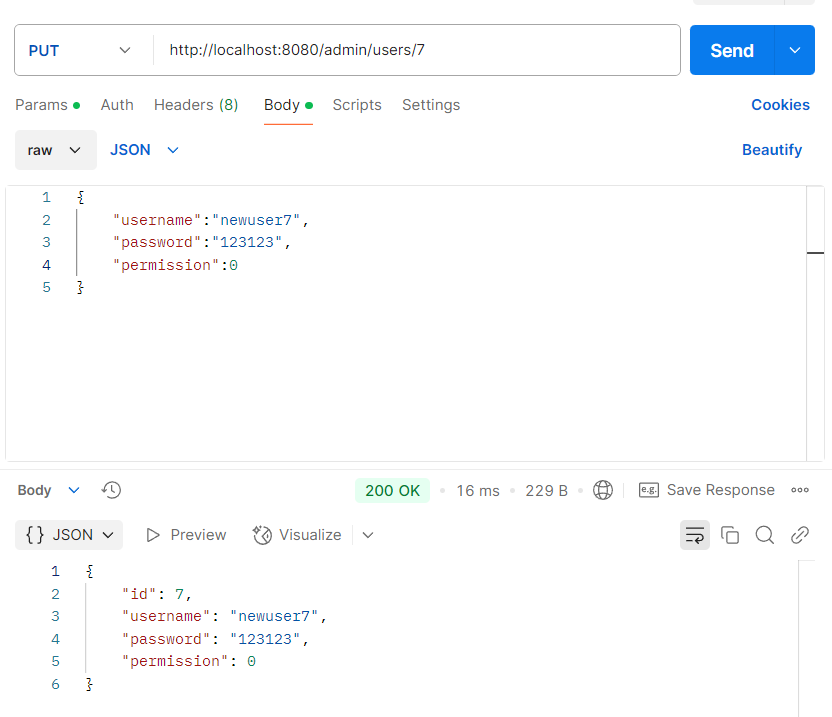 PUT http://localhost:8080/admin/users/7 Send
Params Auth Headers (8) Body Scripts Settings Cookies
raw JSON Beautify
1 {
2 "username":"newuser7",
3 "password":"123123",
4 "permission":0
5 }
Body 200 OK 16 ms 229 B e.g. Save Response
{} JSON Preview Visualize
1 {
2 "id": 7,
3 "username": "newuser7",
4 "password": "123123",
5 "permission": 0
6 }